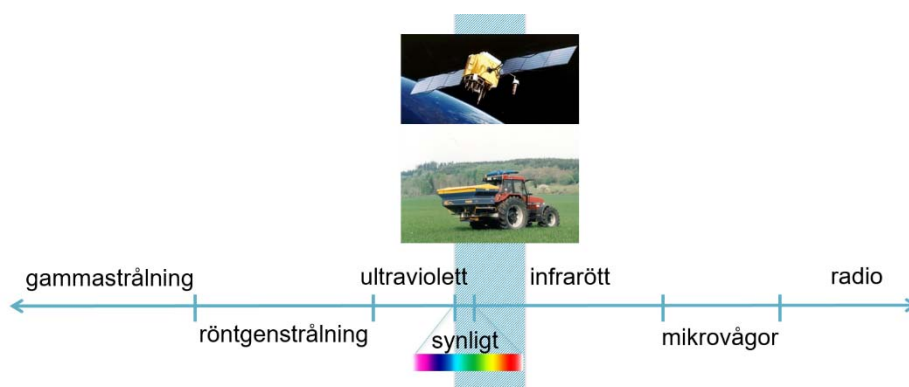 gammastrålning
ultraviolett
infrarött
radio
röntgenstrålning
synligt
mikrovågor